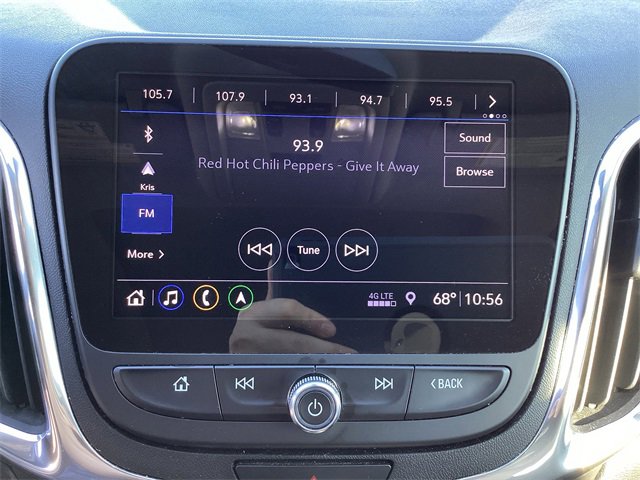 105.7 107.9 93.1 94.7 95.5
93.9
Red Hot Chili Peppers - Give It Away
Sound
Browse
Kris
FM
More
Tune
4G LTE
68° 10:56
BACK